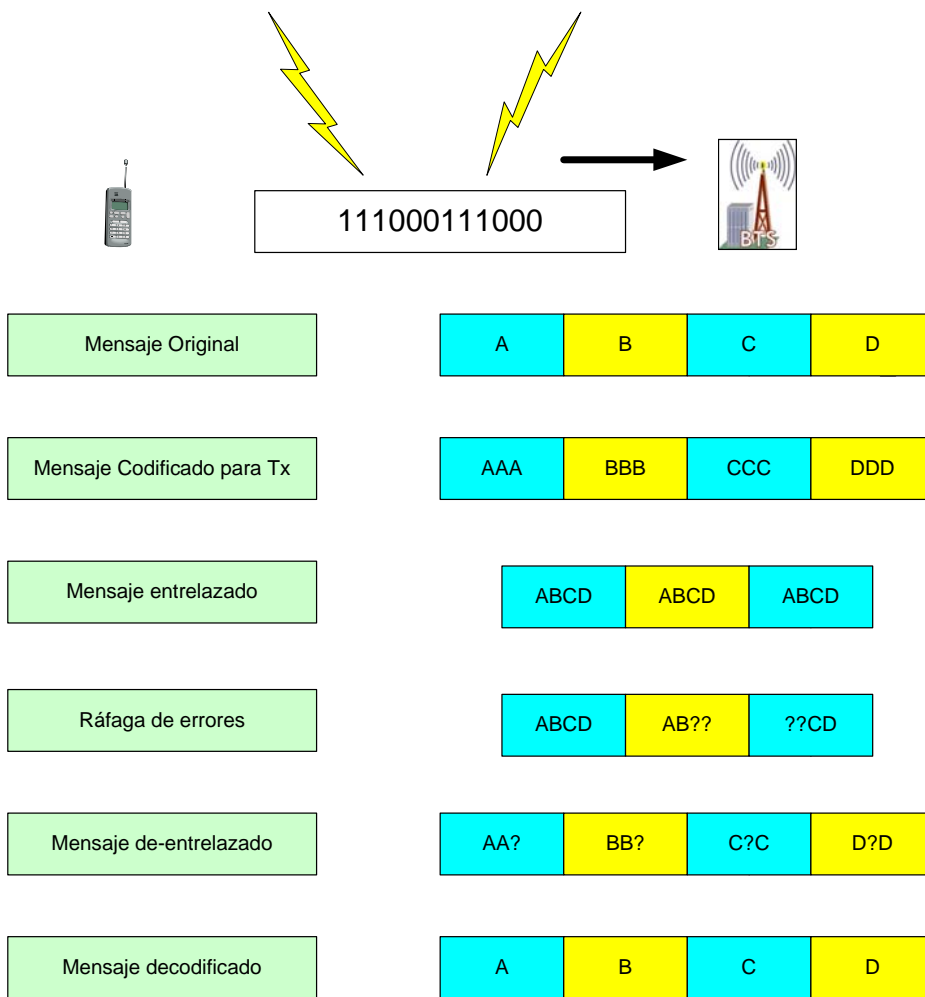 111000111000
BTS
Mensaje Original A B C D
Mensaje Codificado para Tx AAA BBB CCC DDD
Mensaje entrelazado ABCD ABCD ABCD
Ráfaga de errores ABCD AB?? ??CD
Mensaje de-entrelazado AA? BB? C?C D?D
Mensaje decodificado A B C D